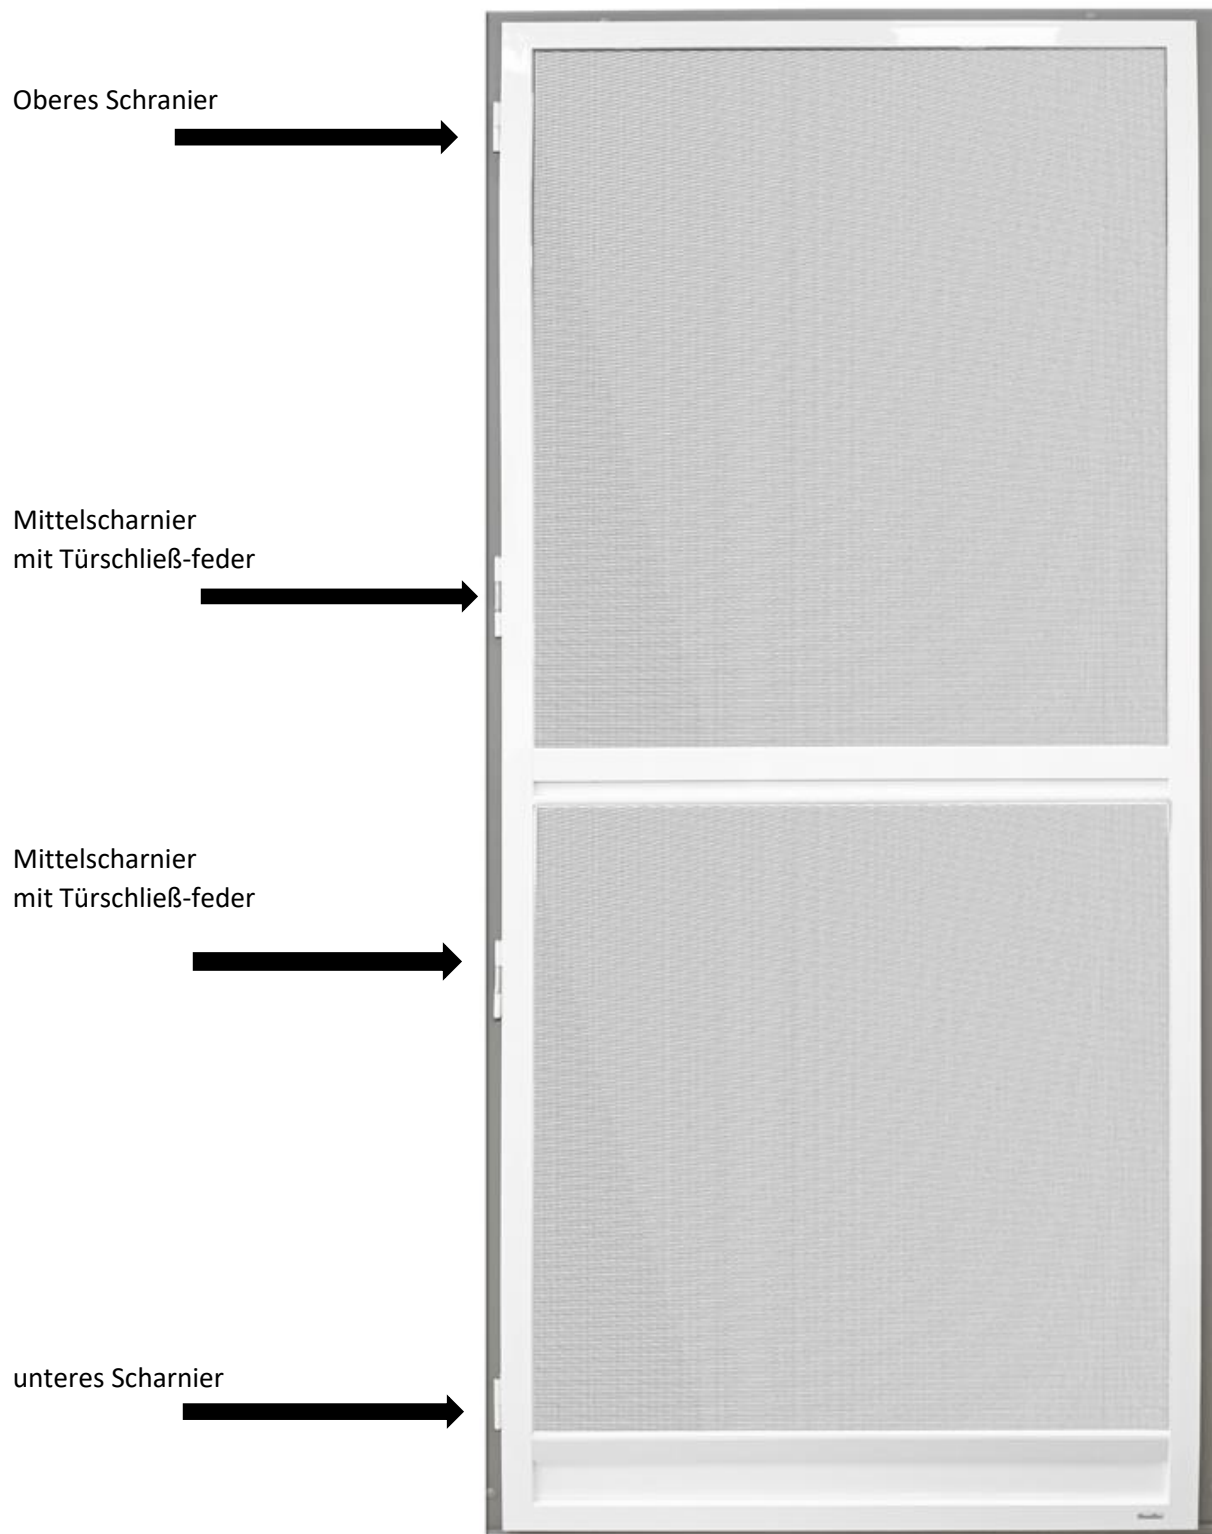 Oberes Schranier
Mittelscharnier
mit Türschließ-feder
Mittelscharnier
mit Türschließ-feder
unteres Scharnier